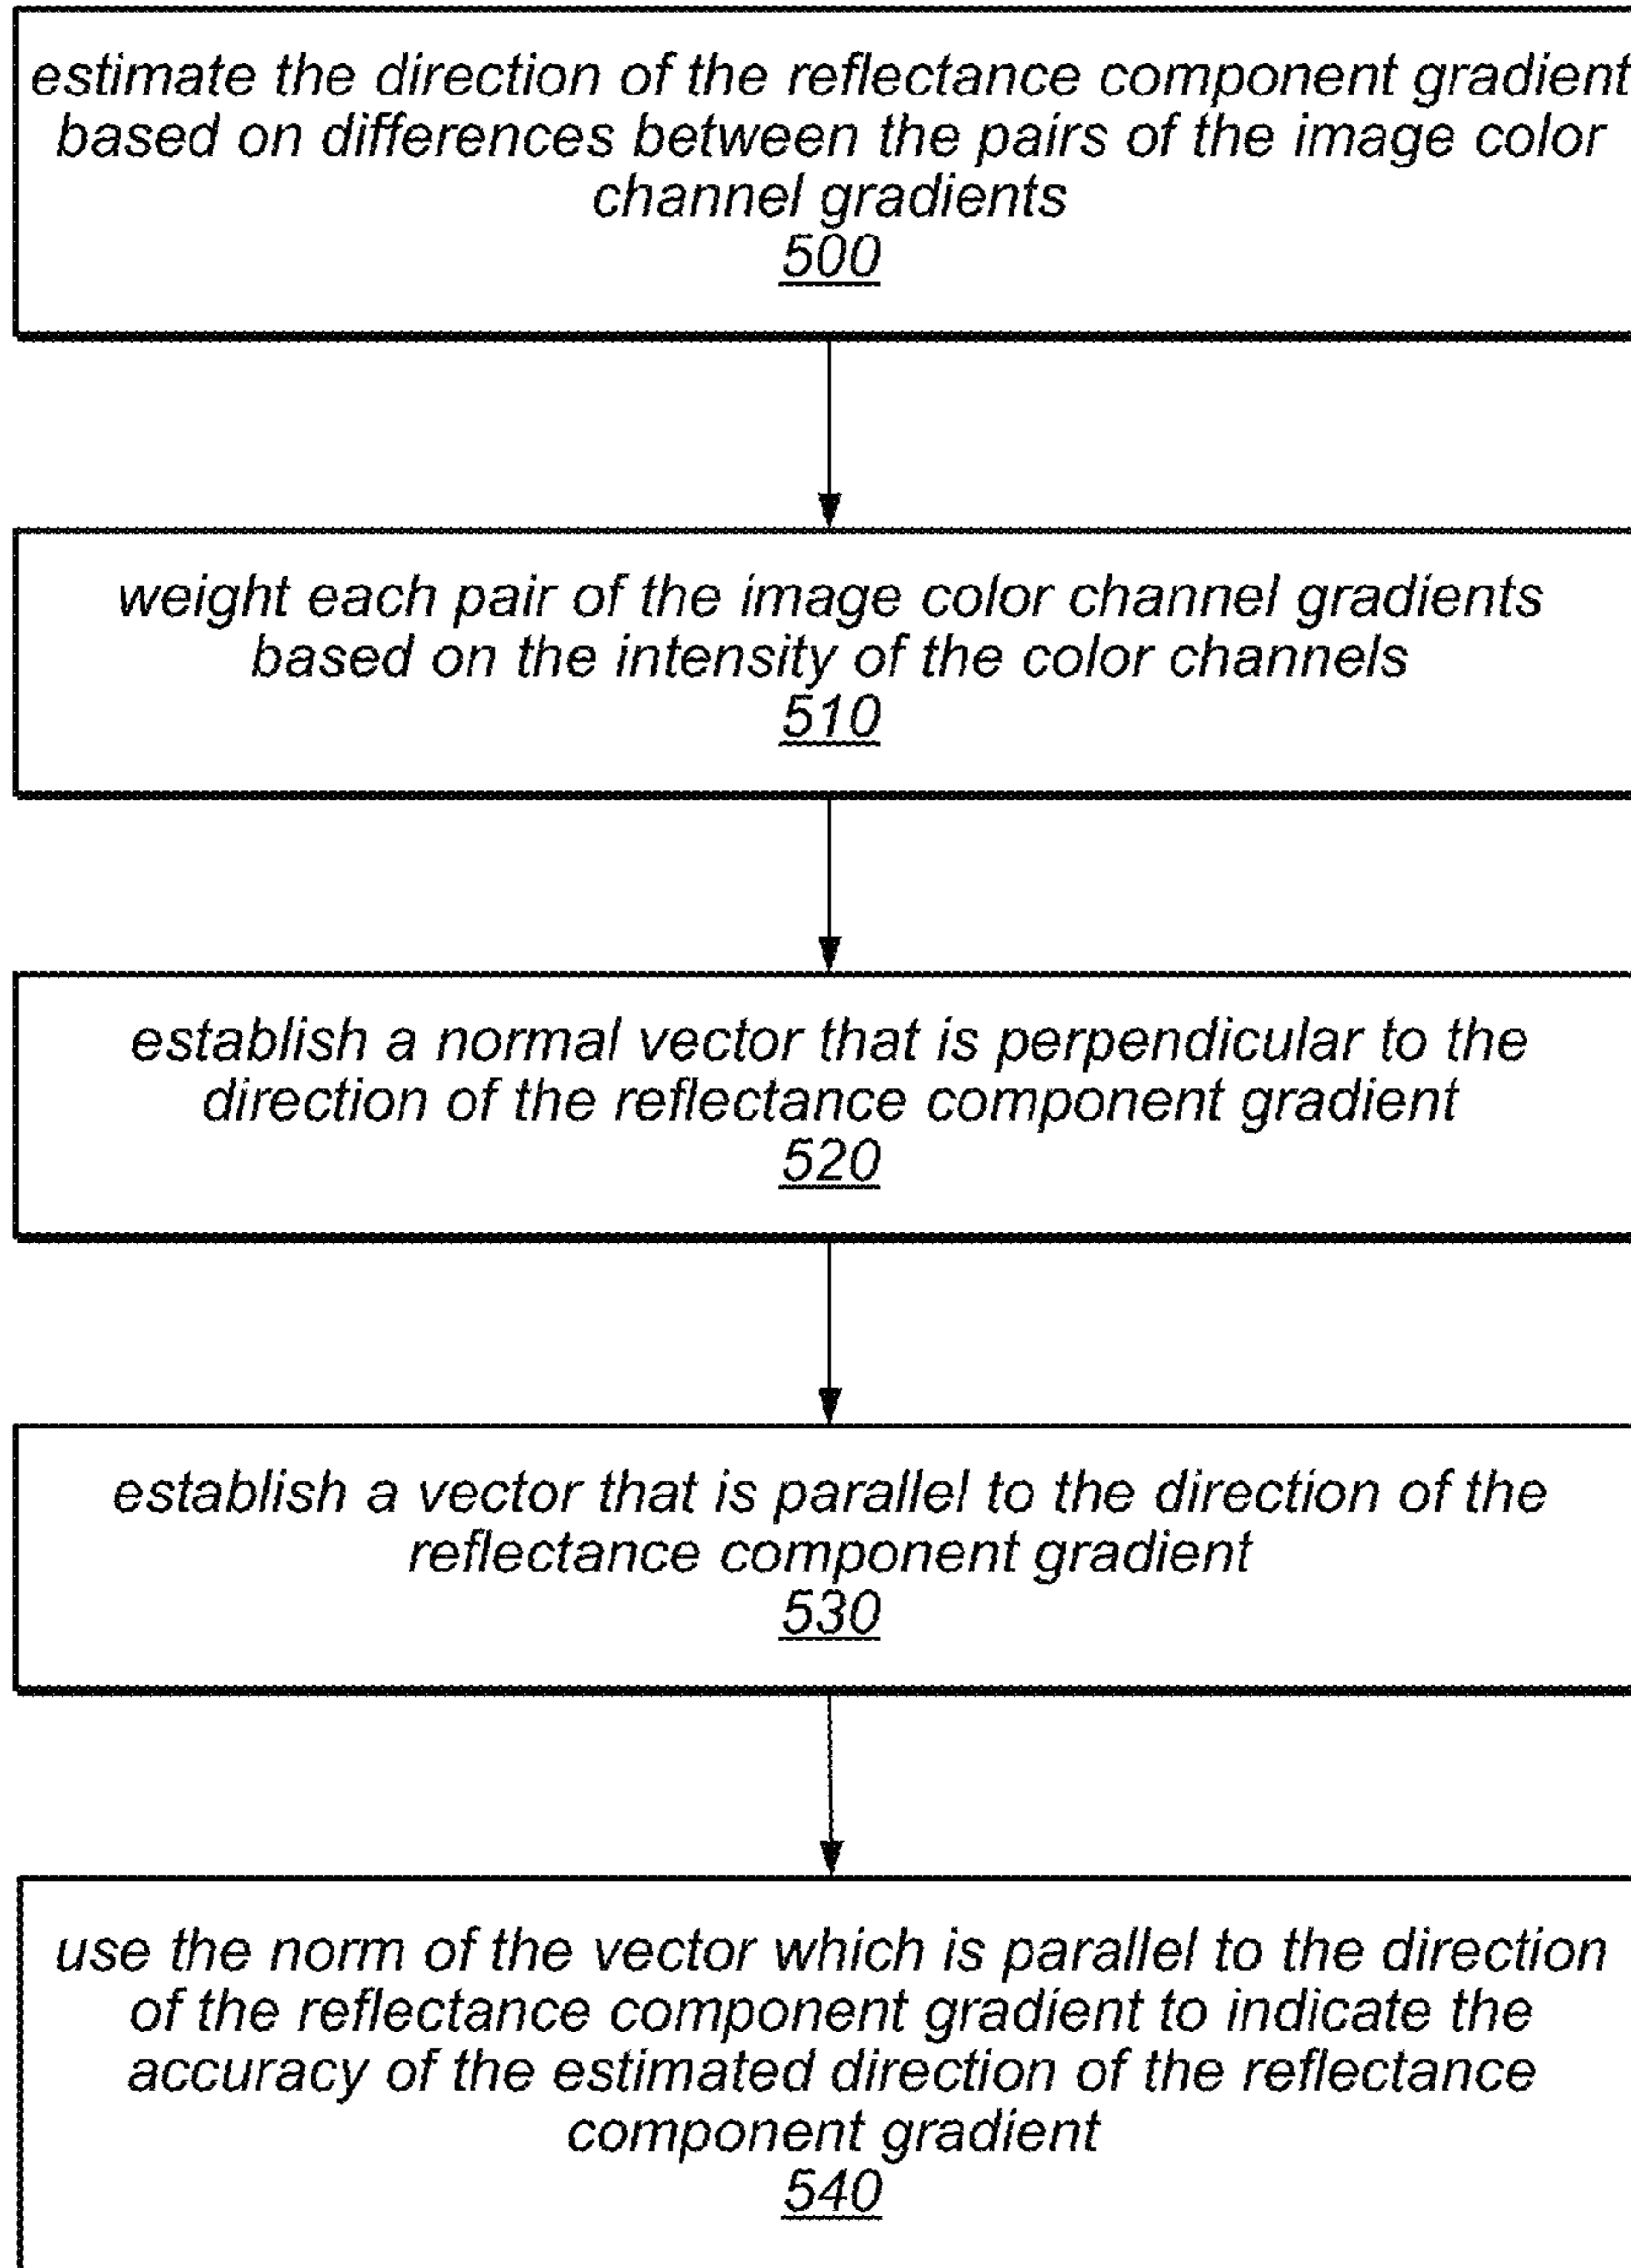 estimate the direction of the reflectance component gradient
based on differences between the pairs of the image color
channel gradients
500
weight each pair of the image color channel gradients
based on the intensity of the color channels
510
establish a normal vector that is perpendicular to the
direction of the reflectance component gradient
520
establish a vector that is parallel to the direction of the
reflectance component gradient
530
use the norm of the vector which is parallel to the direction
of the reflectance component gradient to indicate the
accuracy of the estimated direction of the reflectance
component gradient
540